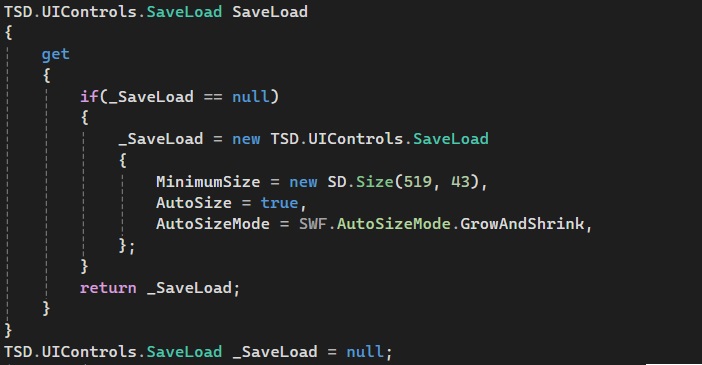 TSD.UIControls.SaveLoad SaveLoad
{
get
{
if(_SaveLoad == null)
{
_SaveLoad = new TSD.UIControls.SaveLoad
{
MinimumSize = new SD.Size(519, 43),
AutoSize = true,
AutoSizeMode = SWF.AutoSizeMode.GrowAndShrink,
};
}
return _SaveLoad;
}
}
TSD.UIControls.SaveLoad _SaveLoad = null;